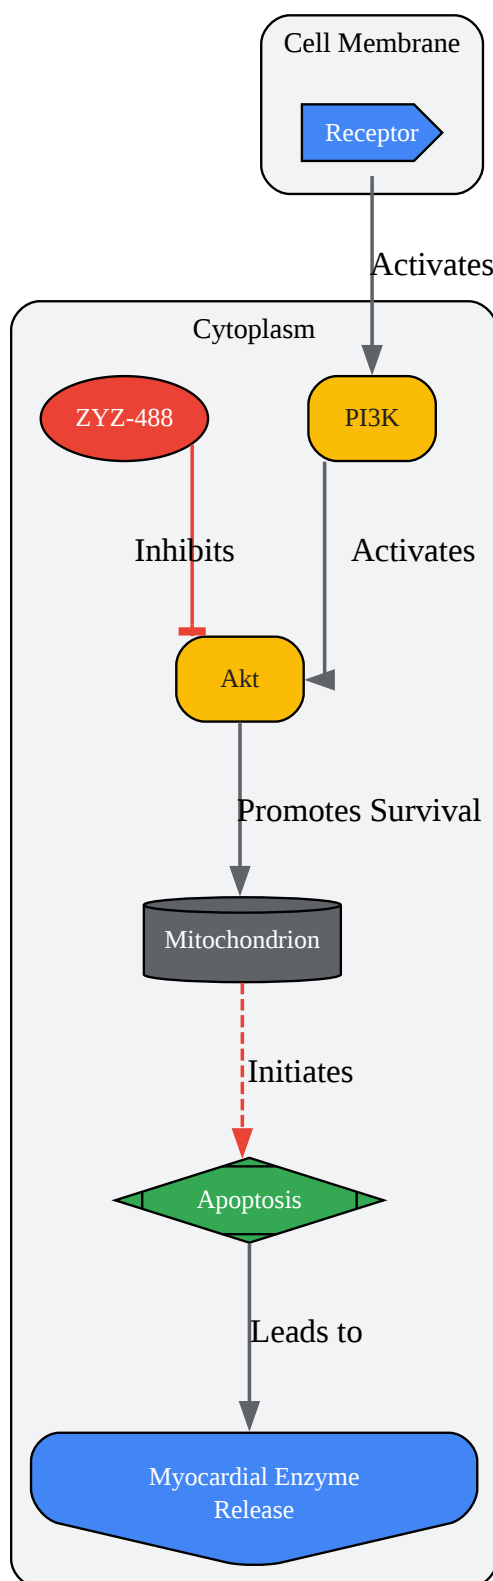 Cell Membrane
Receptor
Activates
Cytoplasm
ZYZ-488
PI3K
Inhibits
Activates
Akt
Promotes Survival
Mitochondrion
Initiates
Apoptosis
Leads to
Myocardial Enzyme
Release